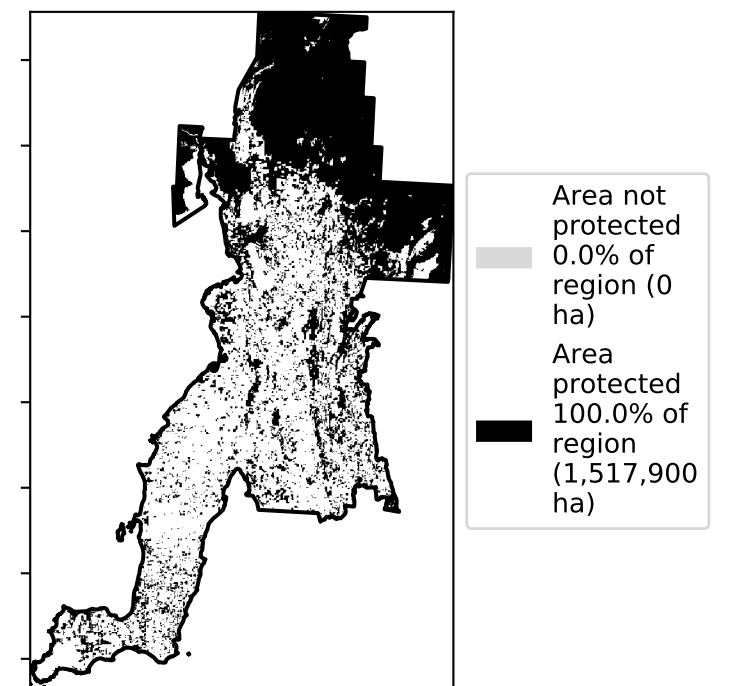 Area not
protected
0.0% of
region (0
ha)
Area
protected
100.0% of
region
(1,517,900
ha)